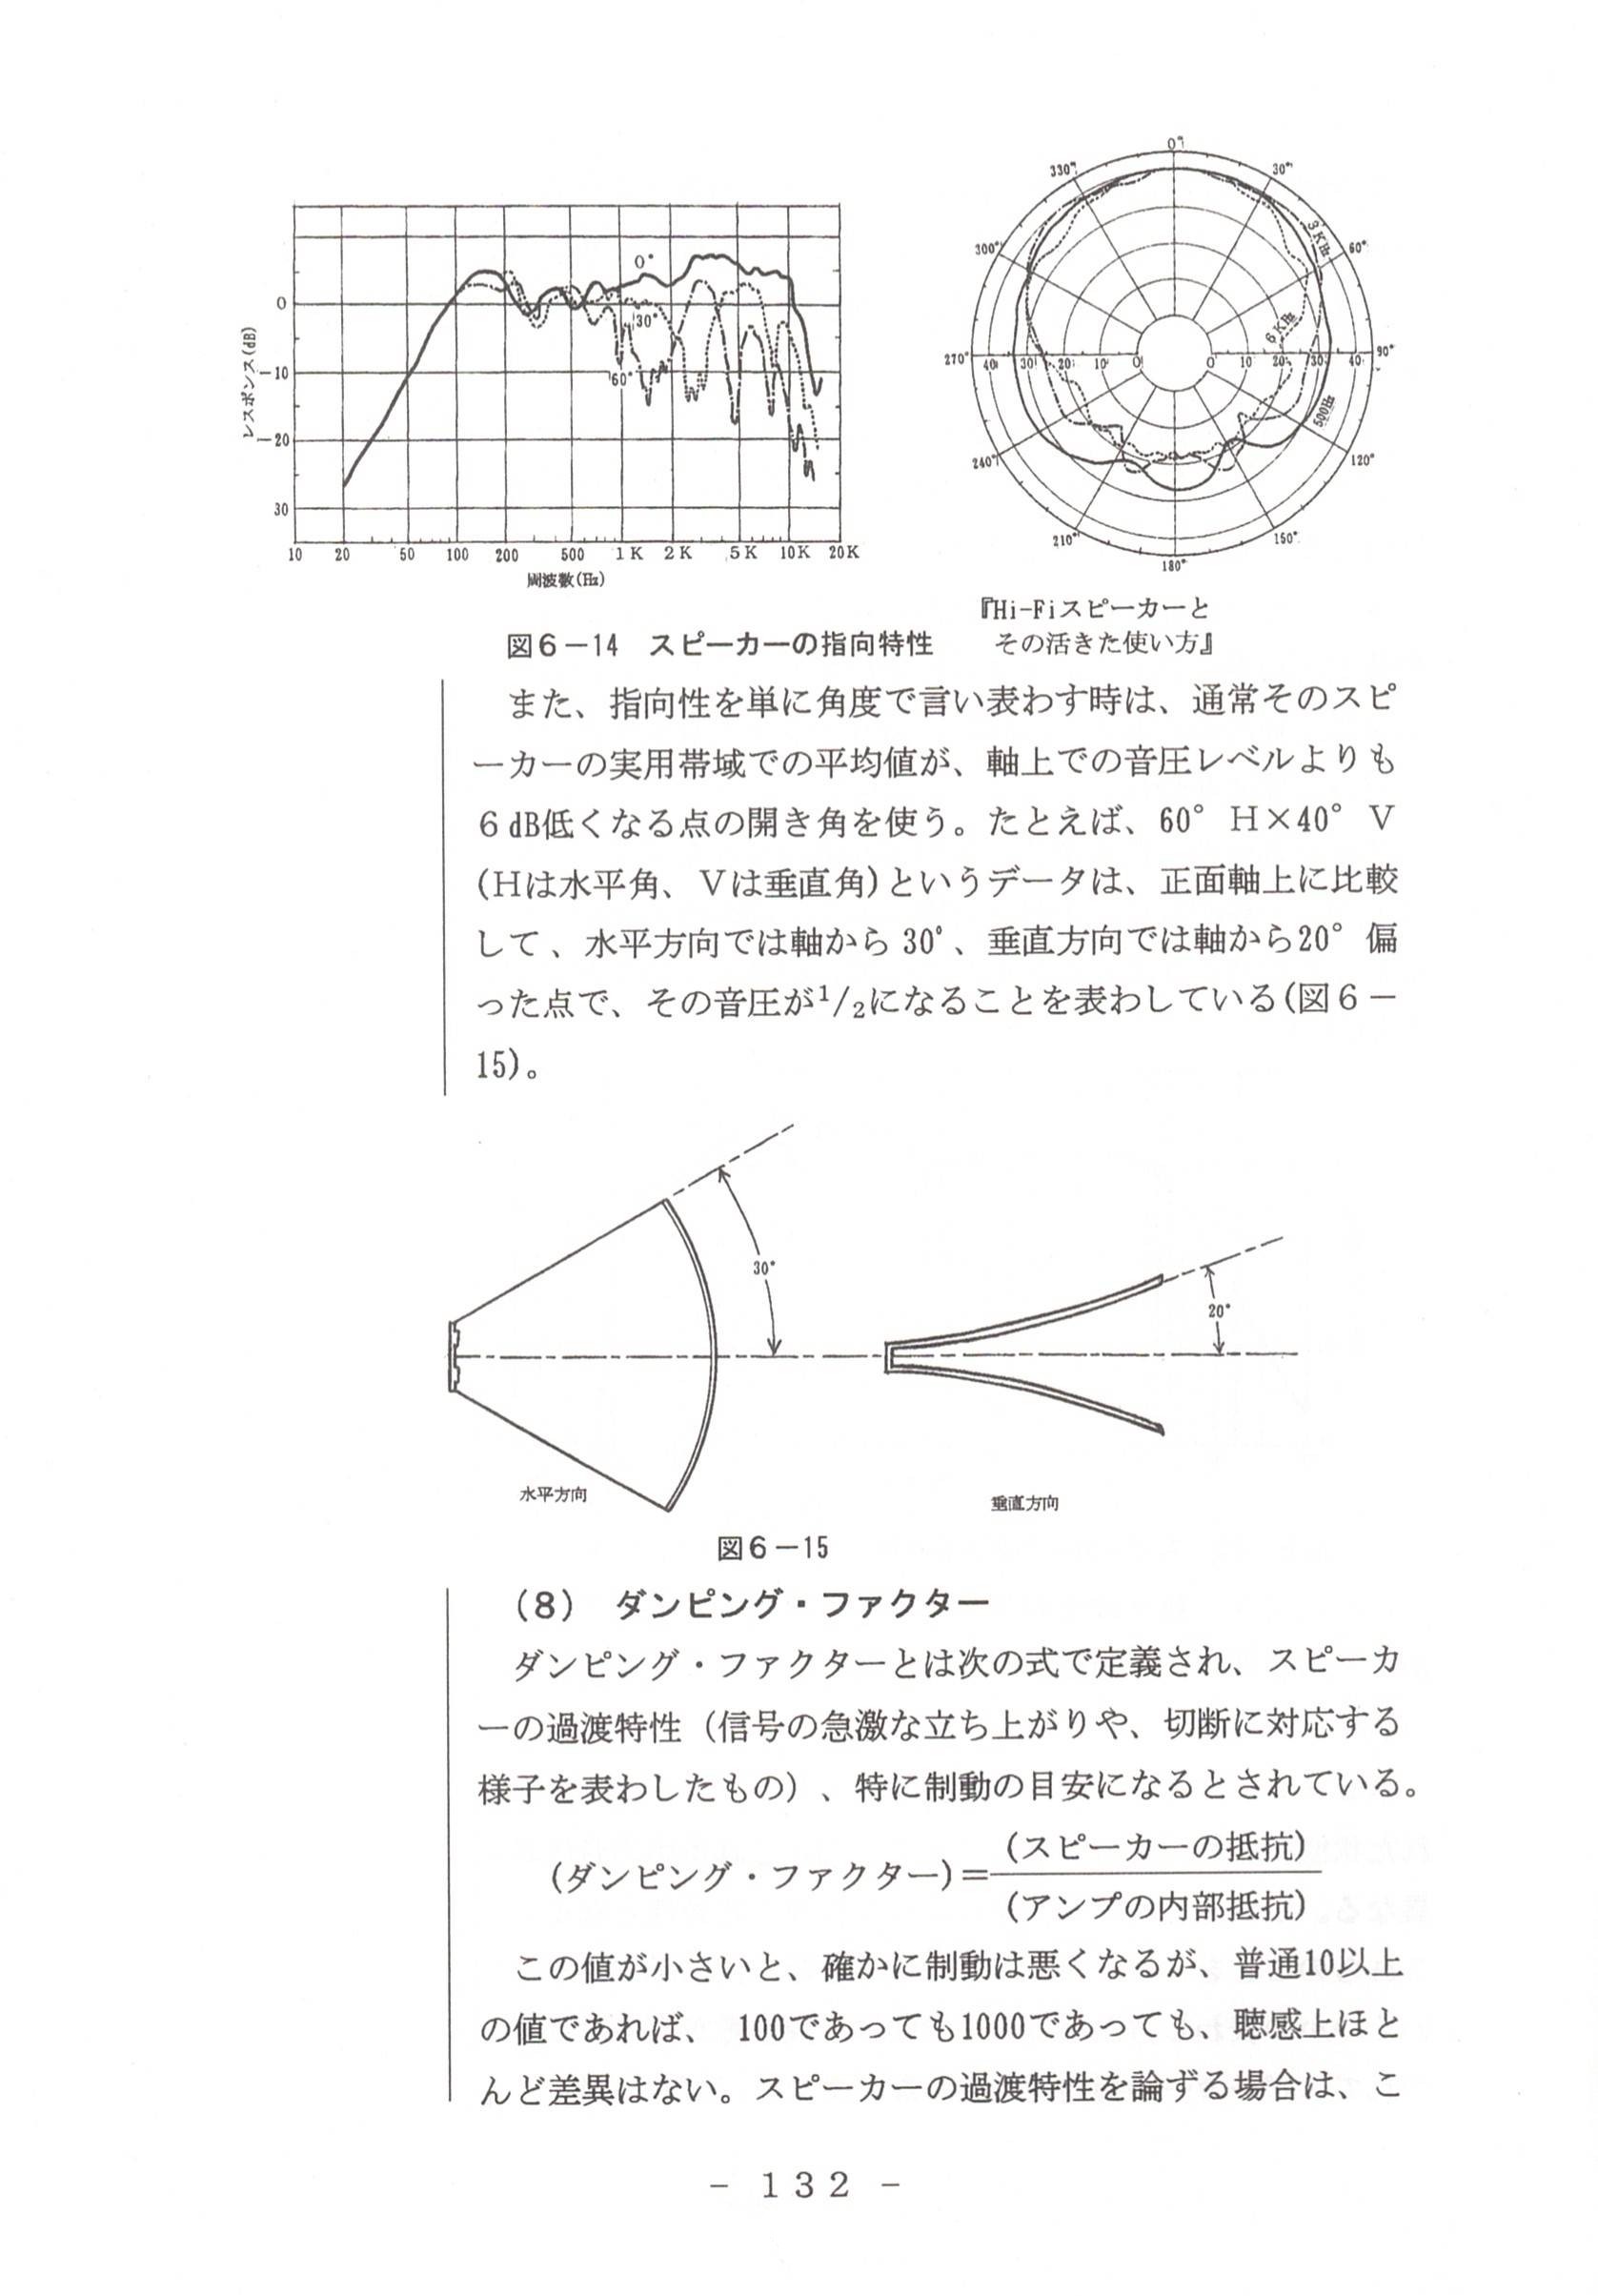 レスポンス(dB)
0
-10
-20
30
10 20 50 100 200 500 1K 2K 5K 10K 20K
周波数(Hz)
0°
30°
60°
0°
30°
60°
90°
120°
150°
180°
210°
240°
270°
300°
330°
40 30 20 10 0 0 10 20 30 40
3KHz
6KHz
500Hz
『Hi-Fiスピーカーと
その活きた使い方』
図6-14 スピーカーの指向特性
また、指向性を単に角度で言い表わす時は、通常そのスピ
ーカーの実用帯域での平均値が、軸上での音圧レベルよりも
6dB低くなる点の開き角を使う。たとえば、60° H×40° V
(Hは水平角、Vは垂直角)というデータは、正面軸上に比較
して、水平方向では軸から30°、垂直方向では軸から20° 偏
った点で、その音圧が1/2になることを表わしている(図6-
15)。
30°
20°
水平方向
垂直方向
図6-15
(8) ダンピング・ファクター
ダンピング・ファクターとは次の式で定義され、スピーカ
ーの過渡特性(信号の急激な立ち上がりや、切断に対応する
様子を表わしたもの)、特に制動の目安になるとされている。
(ダンピング・ファクター)=(スピーカーの抵抗)/(アンプの内部抵抗)
この値が小さいと、確かに制動は悪くなるが、普通10以上
の値であれば、 100であっても1000であっても、聴感上ほと
んど差異はない。スピーカーの過渡特性を論ずる場合は、こ
- 132 -